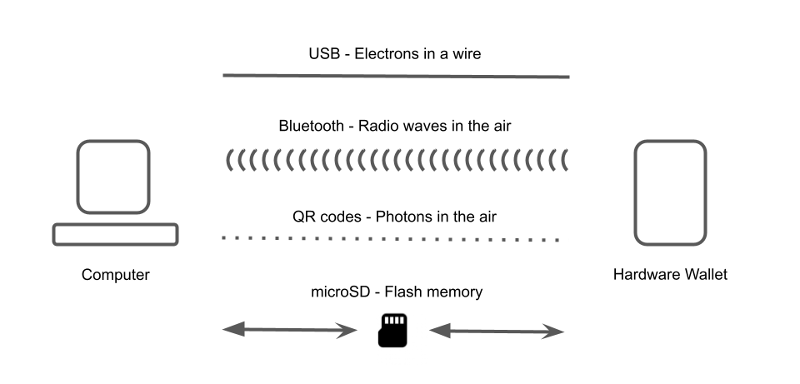 USB - Electrons in a wire
Bluetooth - Radio waves in the air
QR codes - Photons in the air
Computer
Hardware Wallet
microSD - Flash memory